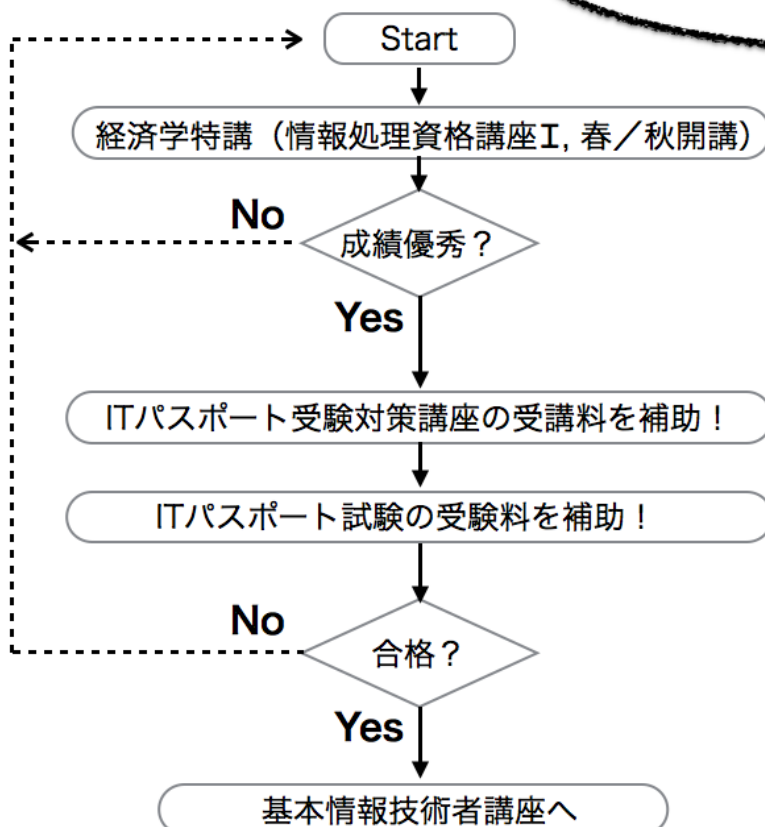 Start
経済学特講（情報処理資格講座Ⅰ, 春／秋開講）
No
成績優秀？
Yes
ITパスポート受験対策講座の受講料を補助！
ITパスポート試験の受験料を補助！
No
合格？
Yes
基本情報技術者講座へ